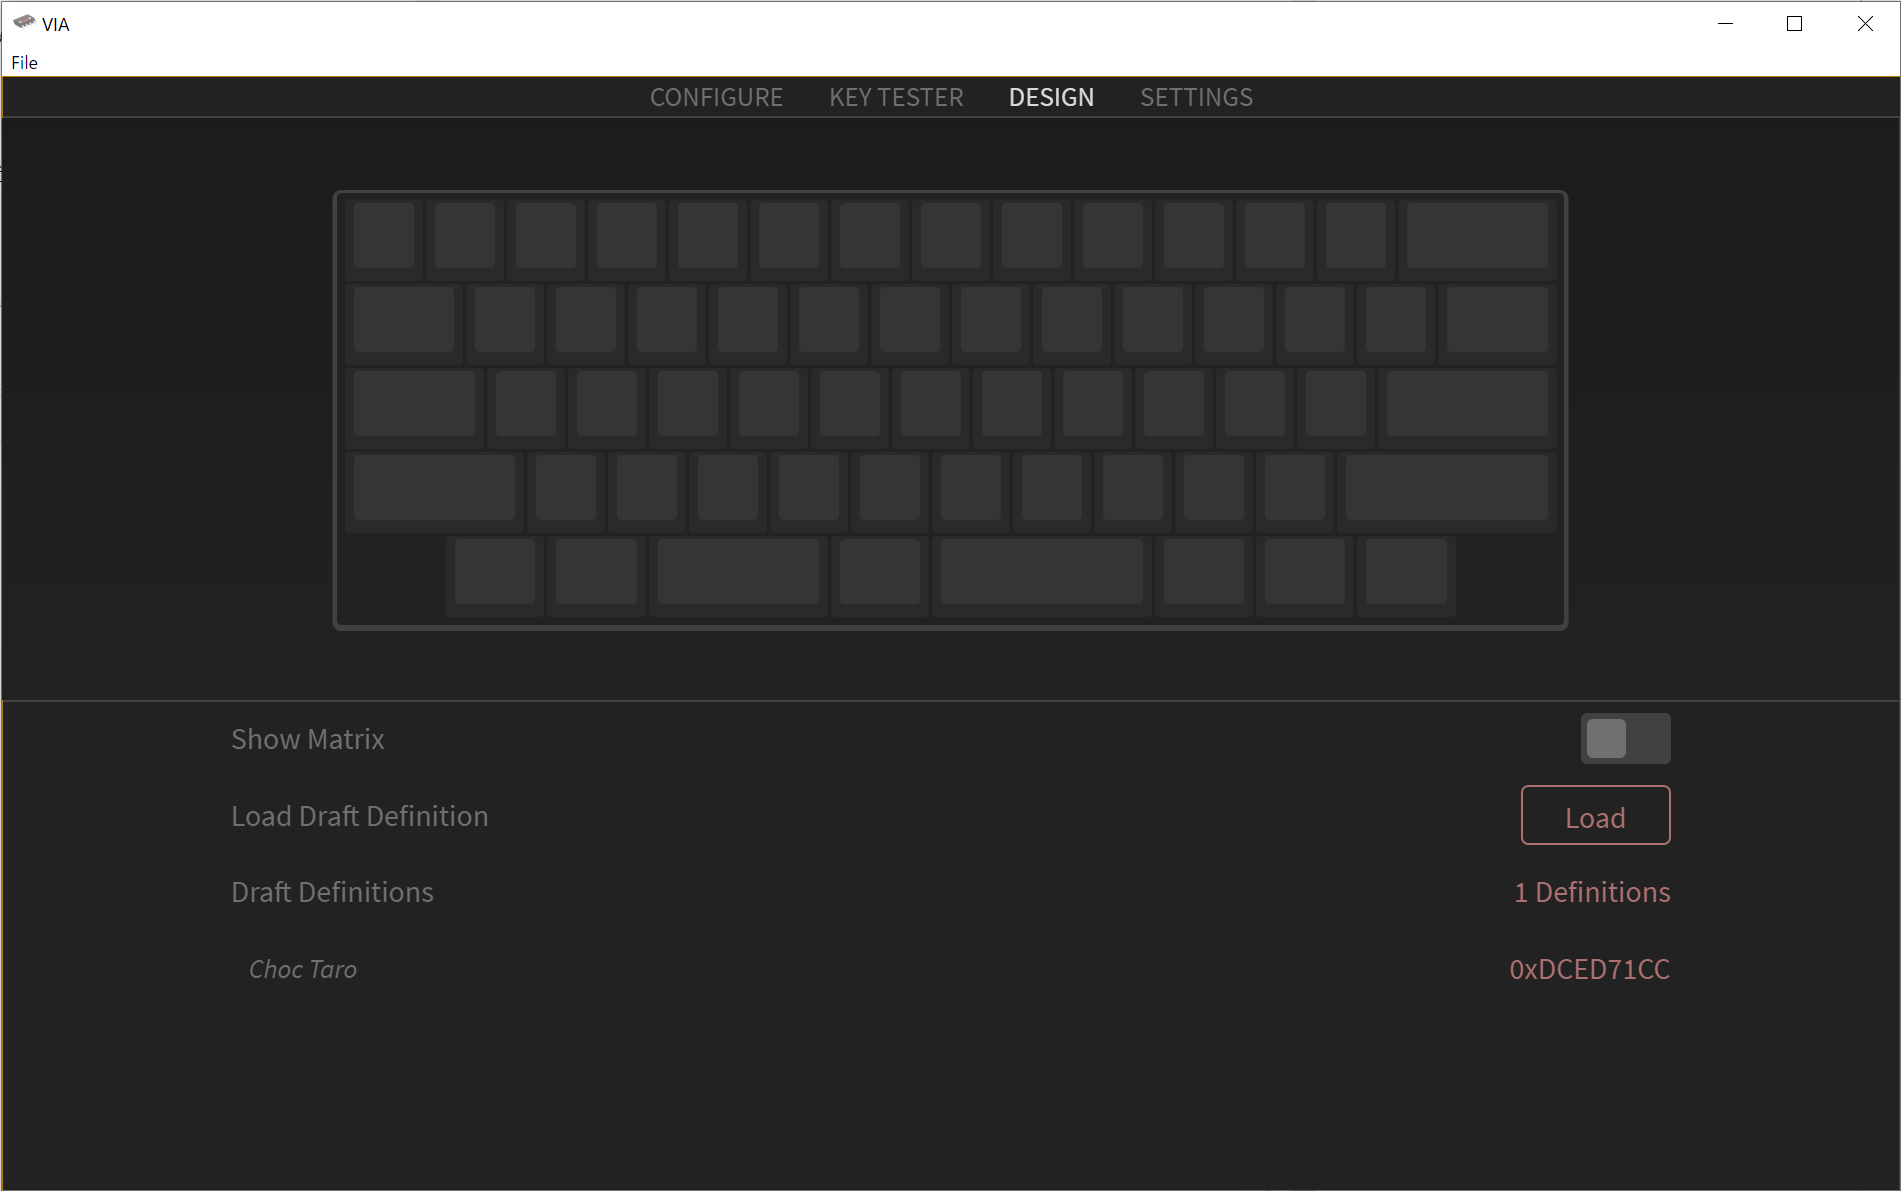 VIA
File
CONFIGURE KEY TESTER DESIGN SETTINGS
Show Matrix
Load Draft Definition Load
Draft Definitions 1 Definitions
Choc Taro 0xDCED71CC